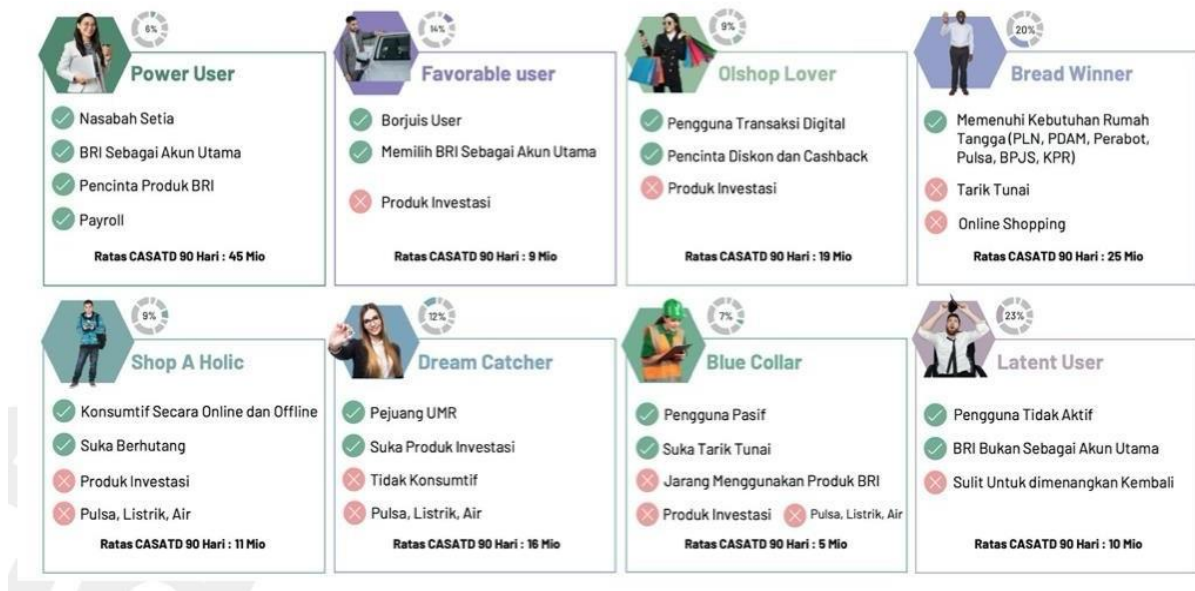 6%
Power User
Nasabah Setia
BRI Sebagai Akun Utama
Pencinta Produk BRI
Payroll
Ratas CASATD 90 Hari : 45 Mio
14%
Favorable user
Borjuis User
Memilih BRI Sebagai Akun Utama
Produk Investasi
Ratas CASATD 90 Hari : 9 Mio
9%
Olshop Lover
Pengguna Transaksi Digital
Pencinta Diskon dan Cashback
Produk Investasi
Ratas CASATD 90 Hari : 19 Mio
20%
Bread Winner
Memenuhi Kebutuhan Rumah
Tangga (PLN, PDAM, Perabot,
Pulsa, BPJS, KPR)
Tarik Tunai
Online Shopping
Ratas CASATD 90 Hari : 25 Mio
9%
Shop A Holic
Konsumtif Secara Online dan Offline
Suka Berhutang
Produk Investasi
Pulsa, Listrik, Air
Ratas CASATD 90 Hari : 11 Mio
12%
Dream Catcher
Pejuang UMR
Suka Produk Investasi
Tidak Konsumtif
Pulsa, Listrik, Air
Ratas CASATD 90 Hari : 16 Mio
7%
Blue Collar
Pengguna Pasif
Suka Tarik Tunai
Jarang Menggunakan Produk BRI
Produk Investasi Pulsa, Listrik, Air
Ratas CASATD 90 Hari : 5 Mio
23%
Latent User
Pengguna Tidak Aktif
BRI Bukan Sebagai Akun Utama
Sulit Untuk dimenangkan Kembali
Ratas CASATD 90 Hari : 10 Mio